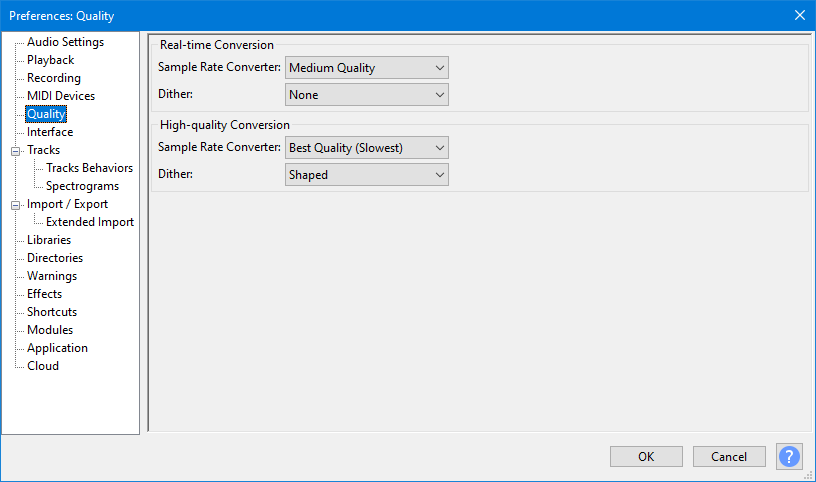 Preferences: Quality
Audio Settings
Playback
Recording
MIDI Devices
Quality
Interface
Tracks
Tracks Behaviors
Spectrograms
Import / Export
Extended Import
Libraries
Directories
Warnings
Effects
Shortcuts
Modules
Application
Cloud
Real-time Conversion
Sample Rate Converter: Medium Quality
Dither: None
High-quality Conversion
Sample Rate Converter: Best Quality (Slowest)
Dither: Shaped
OK Cancel ?